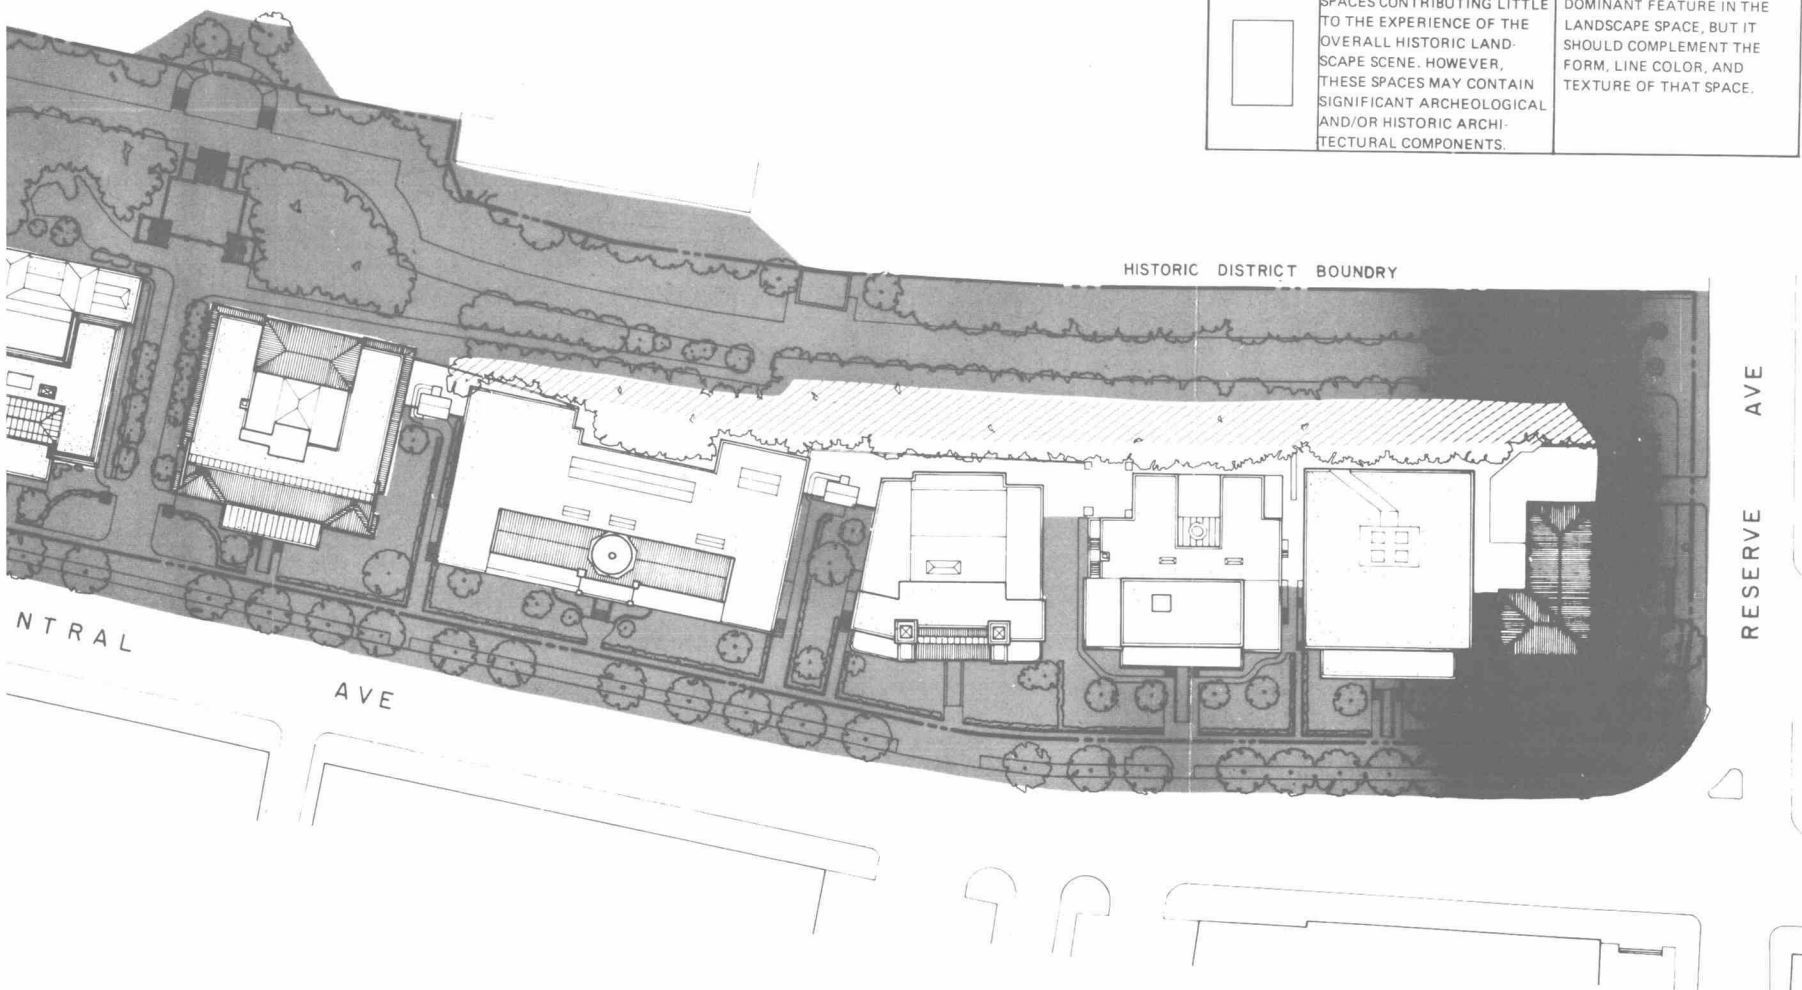 SPACES CONTRIBUTING LITTLE
TO THE EXPERIENCE OF THE
OVERALL HISTORIC LAND-
SCAPE SCENE. HOWEVER,
THESE SPACES MAY CONTAIN
SIGNIFICANT ARCHEOLOGICAL
AND/OR HISTORIC ARCHI-
TECTURAL COMPONENTS.
DOMINANT FEATURE IN THE
LANDSCAPE SPACE, BUT IT
SHOULD COMPLEMENT THE
FORM, LINE COLOR, AND
TEXTURE OF THAT SPACE.
HISTORIC DISTRICT BOUNDRY
RESERVE AVE
NTRAL
AVE